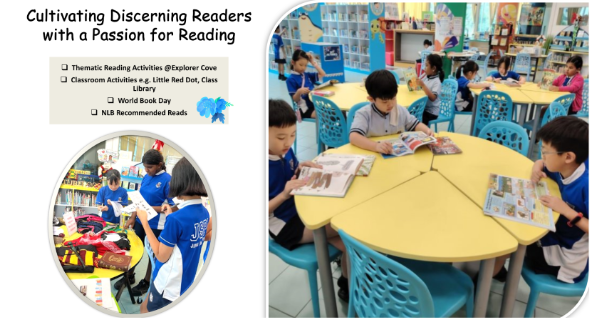 Cultivating Discerning Readers
with a Passion for Reading
❑ Thematic Reading Activities @Explorer Cove
❑ Classroom Activities e.g. Little Red Dot, Class
Library
❑ World Book Day
❑ NLB Recommended Reads